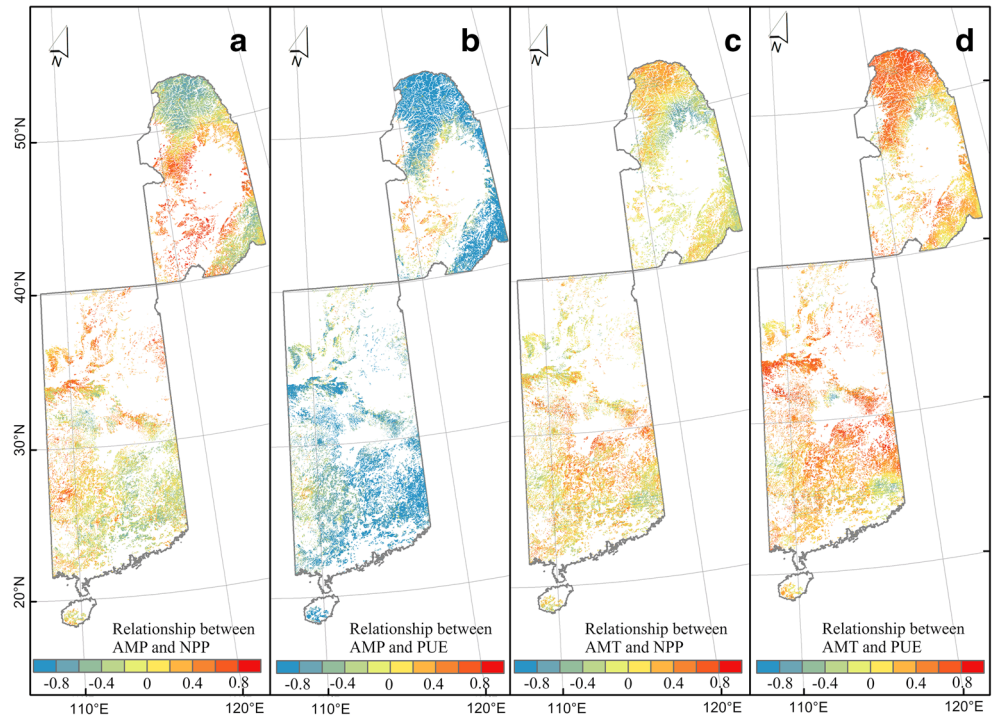 a
b
c
d
N
N
N
N
50°N
40°N
30°N
20°N
Relationship between
AMP and NPP
Relationship between
AMP and PUE
Relationship between
AMT and NPP
Relationship between
AMT and PUE
-0.8 -0.4 0 0.4 0.8
-0.8 -0.4 0 0.4 0.8
-0.8 -0.4 0 0.4 0.8
-0.8 -0.4 0 0.4 0.8
110°E 120°E
110°E 120°E
110°E 120°E
110°E 120°E